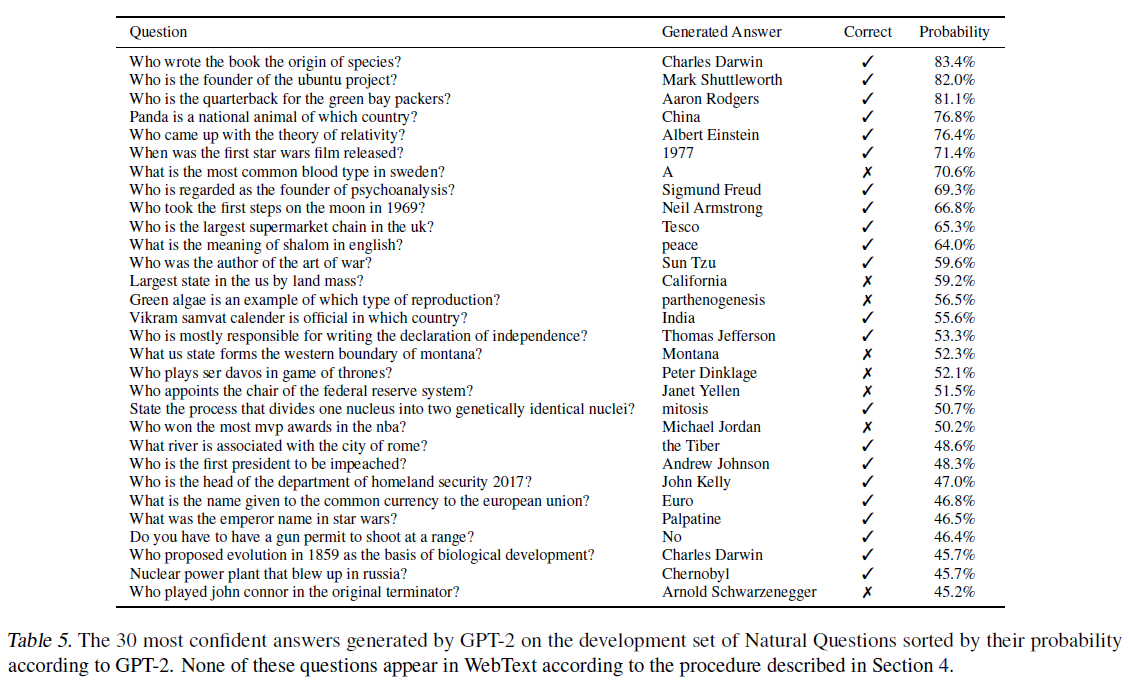 Question Generated Answer Correct Probability
Who wrote the book the origin of species? Charles Darwin ✓ 83.4%
Who is the founder of the ubuntu project? Mark Shuttleworth ✓ 82.0%
Who is the quarterback for the green bay packers? Aaron Rodgers ✓ 81.1%
Panda is a national animal of which country? China ✓ 76.8%
Who came up with the theory of relativity? Albert Einstein ✓ 76.4%
When was the first star wars film released? 1977 ✓ 71.4%
What is the most common blood type in sweden? A ✗ 70.6%
Who is regarded as the founder of psychoanalysis? Sigmund Freud ✓ 69.3%
Who took the first steps on the moon in 1969? Neil Armstrong ✓ 66.8%
Who is the largest supermarket chain in the uk? Tesco ✓ 65.3%
What is the meaning of shalom in english? peace ✓ 64.0%
Who was the author of the art of war? Sun Tzu ✓ 59.6%
Largest state in the us by land mass? California ✗ 59.2%
Green algae is an example of which type of reproduction? parthenogenesis ✗ 56.5%
Vikram samvat calender is official in which country? India ✓ 55.6%
Who is mostly responsible for writing the declaration of independence? Thomas Jefferson ✓ 53.3%
What us state forms the western boundary of montana? Montana ✗ 52.3%
Who plays ser davos in game of thrones? Peter Dinklage ✗ 52.1%
Who appoints the chair of the federal reserve system? Janet Yellen ✗ 51.5%
State the process that divides one nucleus into two genetically identical nuclei? mitosis ✓ 50.7%
Who won the most mvp awards in the nba? Michael Jordan ✗ 50.2%
What river is associated with the city of rome? the Tiber ✓ 48.6%
Who is the first president to be impeached? Andrew Johnson ✓ 48.3%
Who is the head of the department of homeland security 2017? John Kelly ✓ 47.0%
What is the name given to the common currency to the european union? Euro ✓ 46.8%
What was the emperor name in star wars? Palpatine ✓ 46.5%
Do you have to have a gun permit to shoot at a range? No ✓ 46.4%
Who proposed evolution in 1859 as the basis of biological development? Charles Darwin ✓ 45.7%
Nuclear power plant that blew up in russia? Chernobyl ✓ 45.7%
Who played john connor in the original terminator? Arnold Schwarzenegger ✗ 45.2%
Table 5. The 30 most confident answers generated by GPT-2 on the development set of Natural Questions sorted by their probability
according to GPT-2. None of these questions appear in WebText according to the procedure described in Section 4.